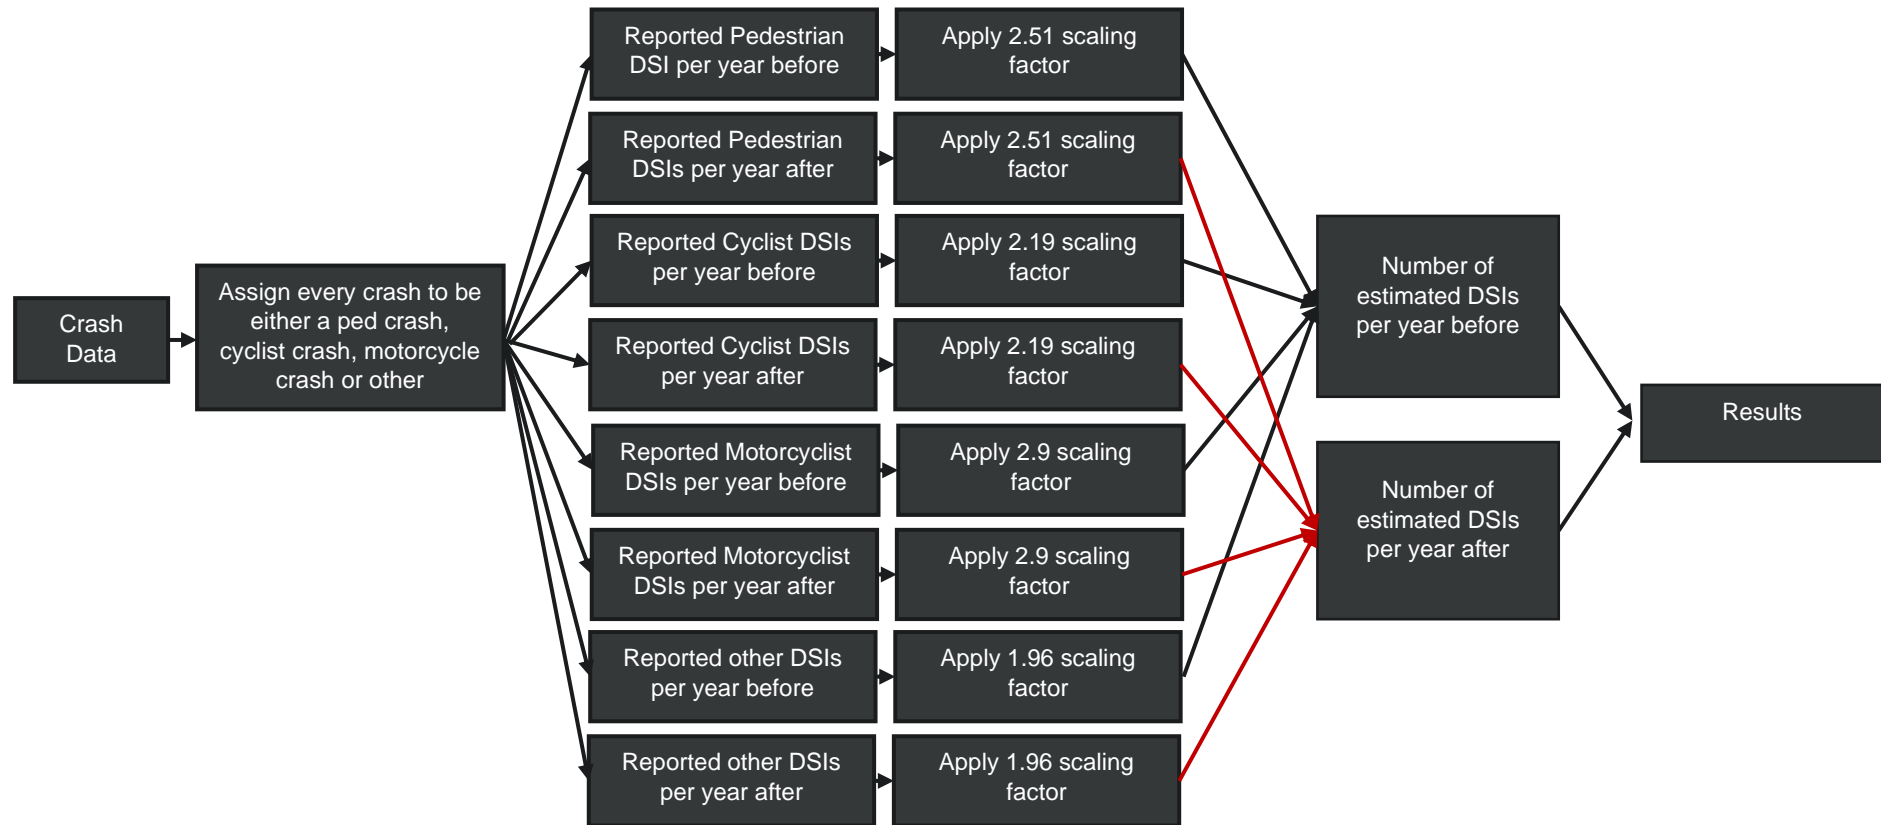 Crash
Data
Assign every crash to be
either a ped crash,
cyclist crash, motorcycle
crash or other
Reported Pedestrian
DSI per year before
Apply 2.51 scaling
factor
Reported Pedestrian
DSIs per year after
Apply 2.51 scaling
factor
Reported Cyclist DSIs
per year before
Apply 2.19 scaling
factor
Reported Cyclist DSIs
per year after
Apply 2.19 scaling
factor
Reported Motorcyclist
DSIs per year before
Apply 2.9 scaling
factor
Reported Motorcyclist
DSIs per year after
Apply 2.9 scaling
factor
Reported other DSIs
per year before
Apply 1.96 scaling
factor
Reported other DSIs
per year after
Apply 1.96 scaling
factor
Number of
estimated DSIs
per year before
Number of
estimated DSIs
per year after
Results